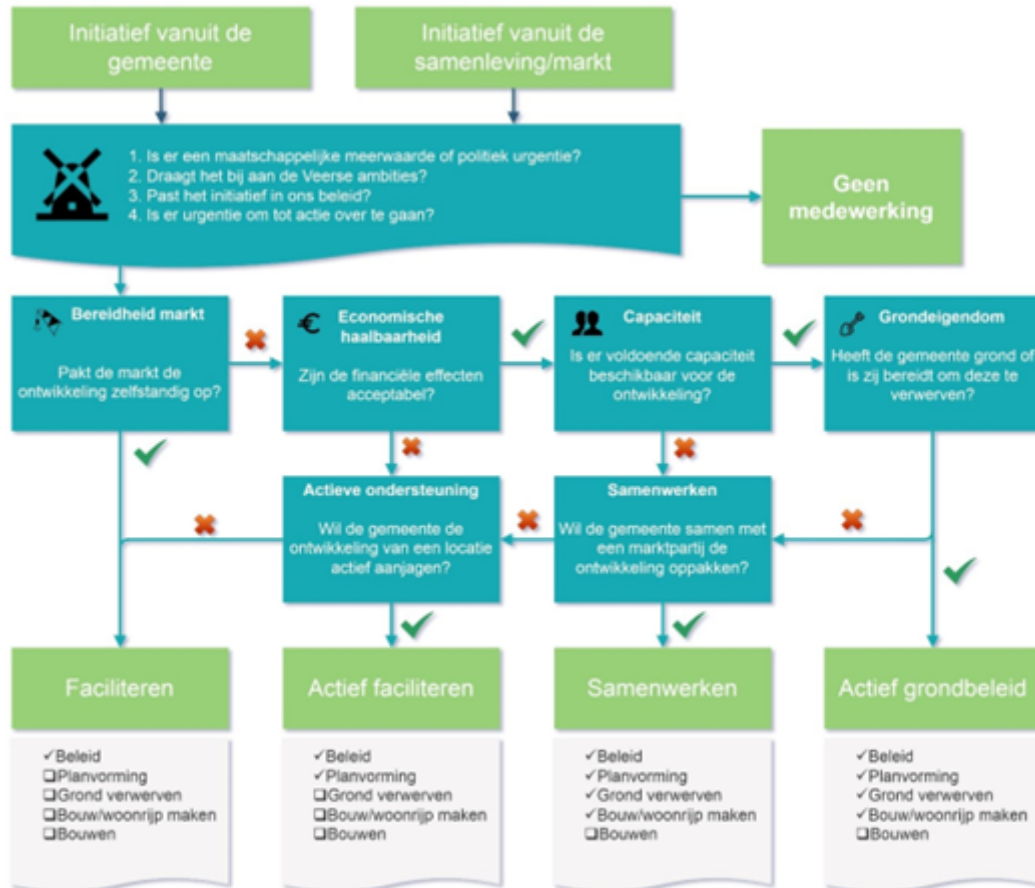 Initiatief vanuit de
gemeente
Initiatief vanuit de
samenleving/markt
1. Is er een maatschappelijke meerwaarde of politiek urgentie?
2. Draagt het bij aan de Veerse ambities?
3. Past het initiatief in ons beleid?
4. Is er urgentie om tot actie over te gaan?
Geen
medewerking
Bereidheid markt
Pakt de markt de
ontwikkeling zelfstandig op?
Economische
haalbaarheid
Zijn de financiële effecten
acceptabel?
Capaciteit
Is er voldoende capaciteit
beschikbaar voor de
ontwikkeling?
Grondeigendom
Heeft de gemeente grond of
is zij bereidt om deze te
verwerven?
Actieve ondersteuning
Wil de gemeente de
ontwikkeling van een locatie
actief aanjagen?
Samenwerken
Wil de gemeente samen met
een marktpartij de
ontwikkeling oppakken?
Faciliteren
✓Beleid
❑Planvorming
❑Grond verwerven
❑Bouw/woonrijp maken
❑Bouwen
Actief faciliteren
✓Beleid
✓Planvorming
❑Grond verwerven
❑Bouw/woonrijp maken
❑Bouwen
Samenwerken
✓Beleid
✓Planvorming
✓Grond verwerven
✓Bouw/woonrijp maken
❑Bouwen
Actief grondbeleid
✓Beleid
✓Planvorming
✓Grond verwerven
✓Bouw/woonrijp maken
❑Bouwen